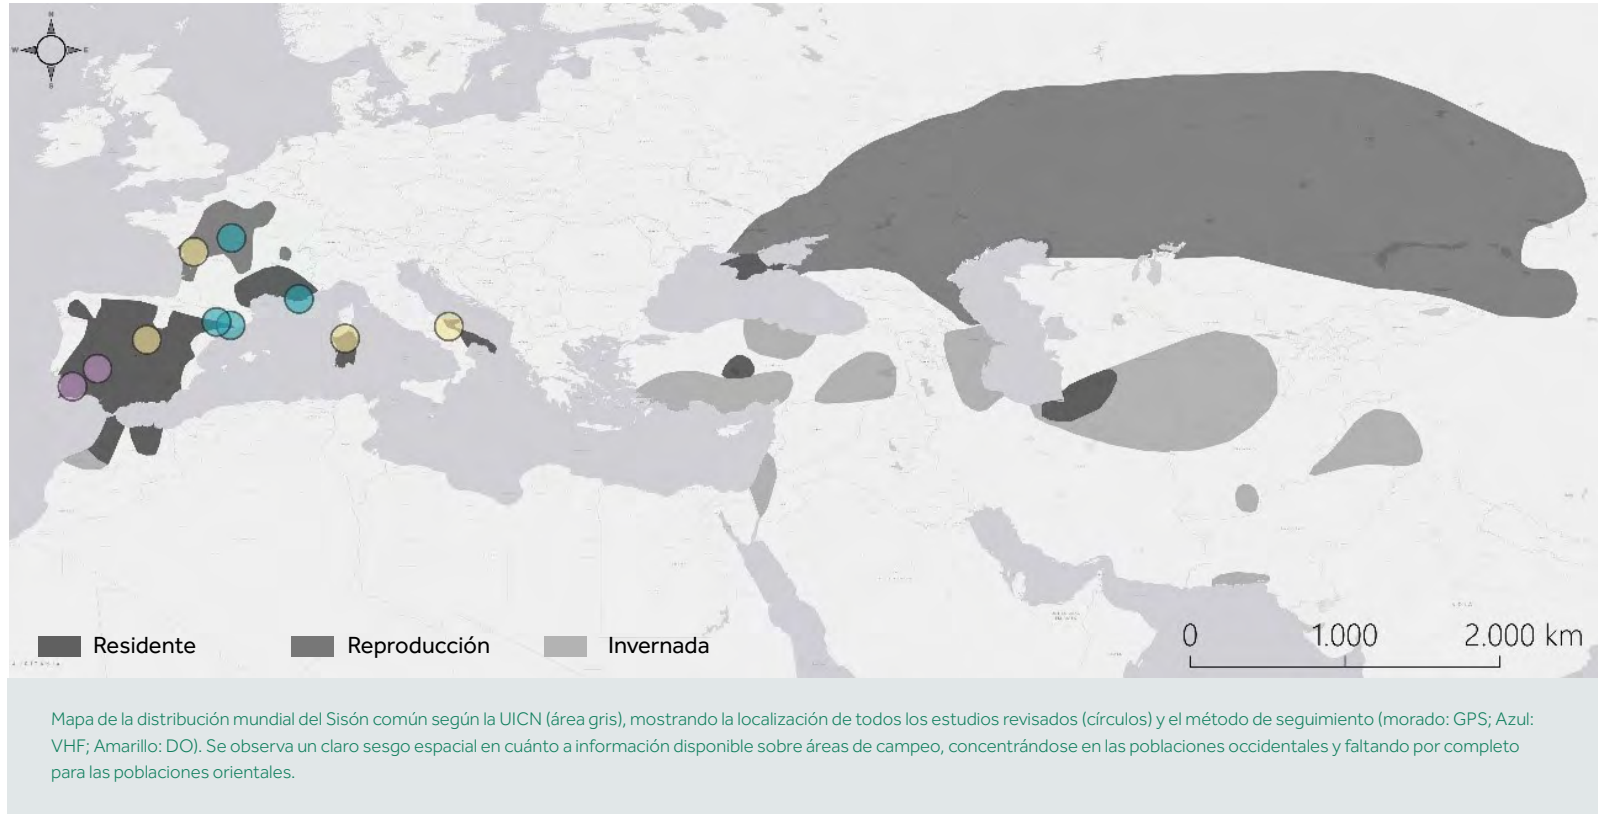 N
W E
S
Residente Reproducción Invernada
0 1.000 2.000 km
Mapa de la distribución mundial del Sisón común según la UICN (área gris), mostrando la localización de todos los estudios revisados (círculos) y el método de seguimiento (morado: GPS; Azul:
VHF; Amarillo: DO). Se observa un claro sesgo espacial en cuánto a información disponible sobre áreas de campeo, concentrándose en las poblaciones occidentales y faltando por completo
para las poblaciones orientales.